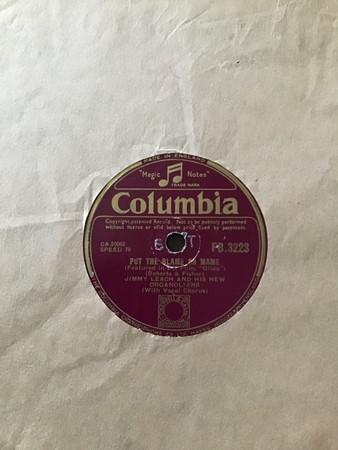 MADE IN ENGLAND
"Magic Notes"
TRADE MARK
Columbia
Copyright patented Record. Not to be publicly performed
without licence or sold below price fixed by patentees.
SPEED 78
FB.3223
PUT THE BLAME ON MAME
(Featured in the Film, "Gilda")
(Roberts & Fisher)
JIMMY LEACH AND HIS NEW
ORGANOLIANS
(With Vocal Chorus)